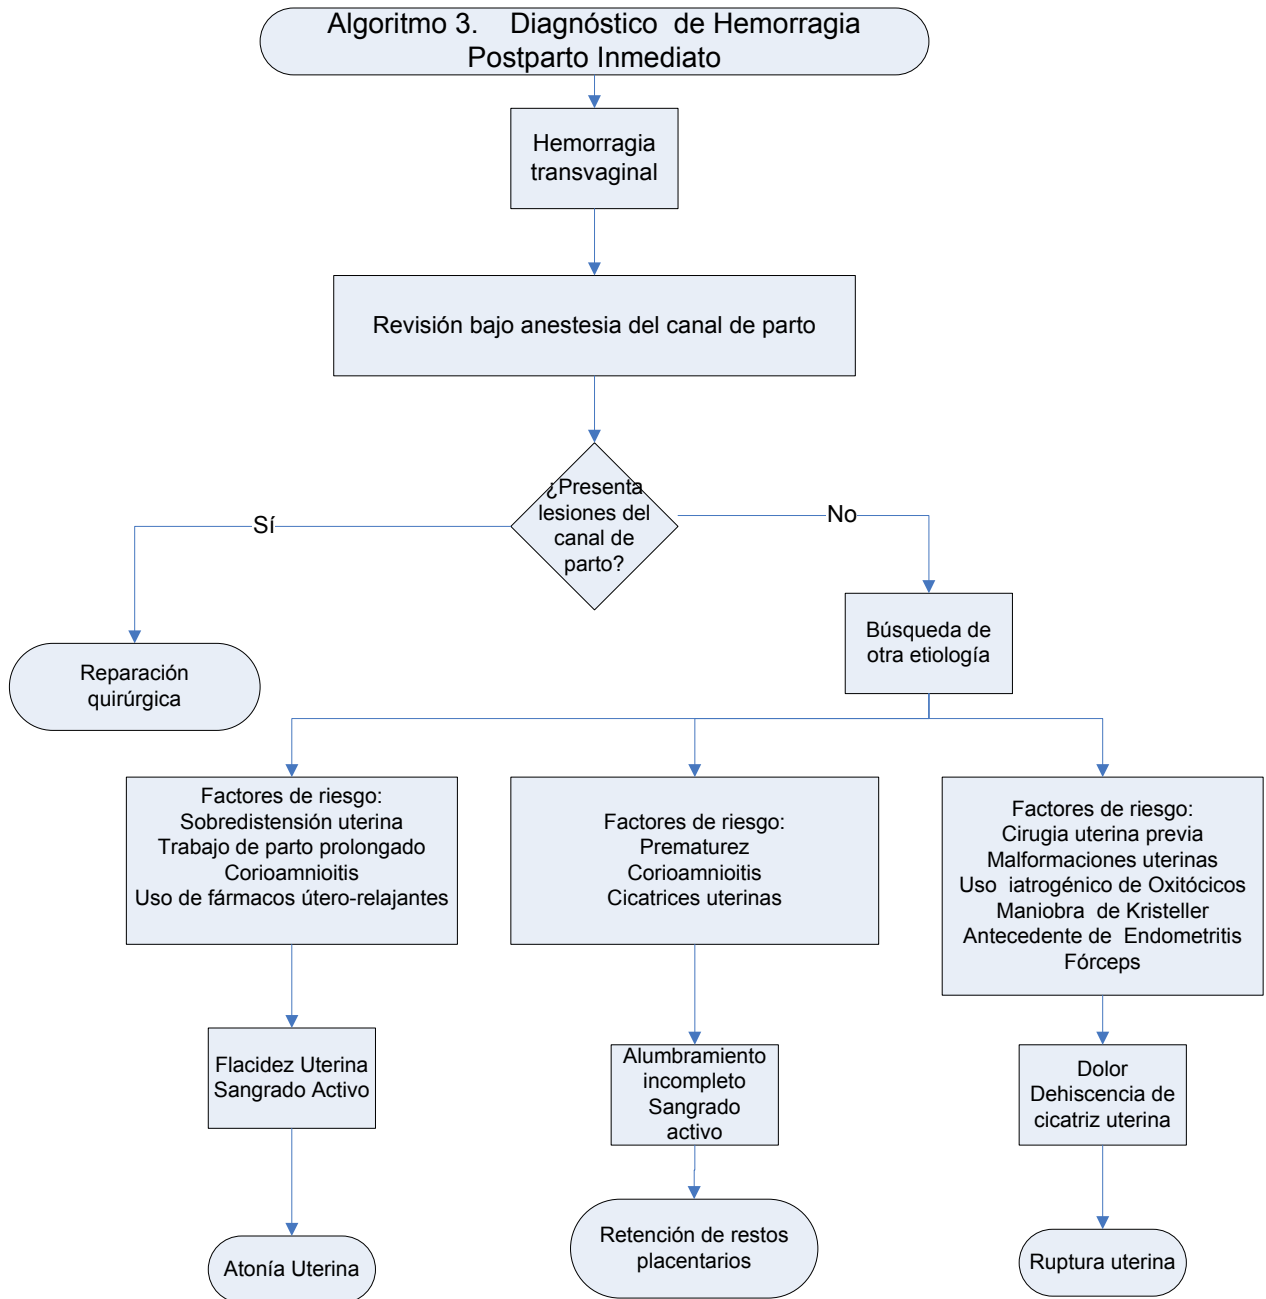 Algoritmo 3. Diagnóstico de Hemorragia
Postparto Inmediato
Hemorragia
transvaginal
Revisión bajo anestesia del canal de parto
¿Presenta
lesiones del
canal de
parto?
Sí
No
Búsqueda de
otra etiología
Reparación
quirúrgica
Factores de riesgo:
Sobredistensión uterina
Trabajo de parto prolongado
Corioamnioitis
Uso de fármacos útero-relajantes
Factores de riesgo:
Prematurez
Corioamnioitis
Cicatrices uterinas
Factores de riesgo:
Cirugia uterina previa
Malformaciones uterinas
Uso iatrogénico de Oxitócicos
Maniobra de Kristeller
Antecedente de Endometritis
Fórceps
Flacidez Uterina
Sangrado Activo
Alumbramiento
incompleto
Sangrado
activo
Dolor
Dehiscencia de
cicatriz uterina
Atonía Uterina
Retención de restos
placentarios
Ruptura uterina